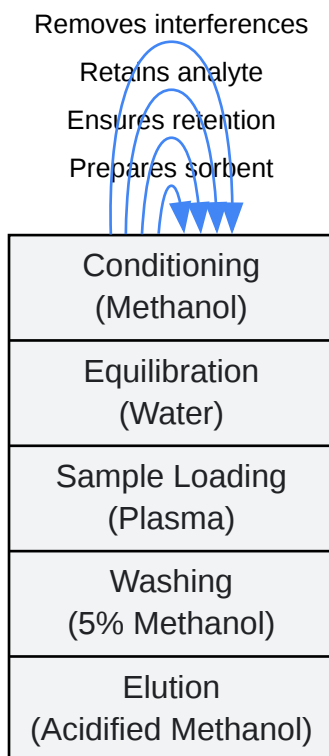 Removes interferences
Retains analyte
Ensures retention
Prepares sorbent
Conditioning
(Methanol)
Equilibration
(Water)
Sample Loading
(Plasma)
Washing
(5% Methanol)
Elution
(Acidified Methanol)